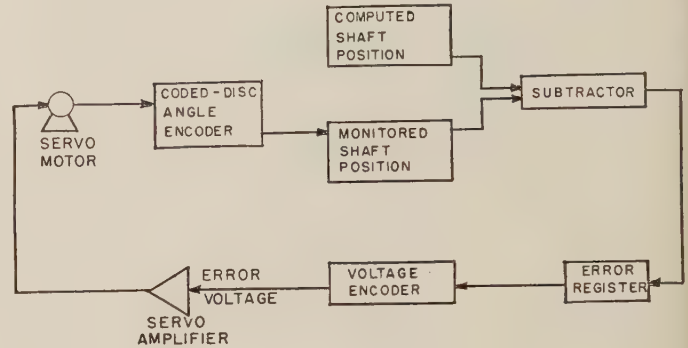 COMPUTED
SHAFT
POSITION
CODED-DISC
ANGLE
ENCODER
SUBTRACTOR
SERVO
MOTOR
MONITORED
SHAFT
POSITION
ERROR
VOLTAGE
VOLTAGE
ENCODER
ERROR
REGISTER
SERVO
AMPLIFIER